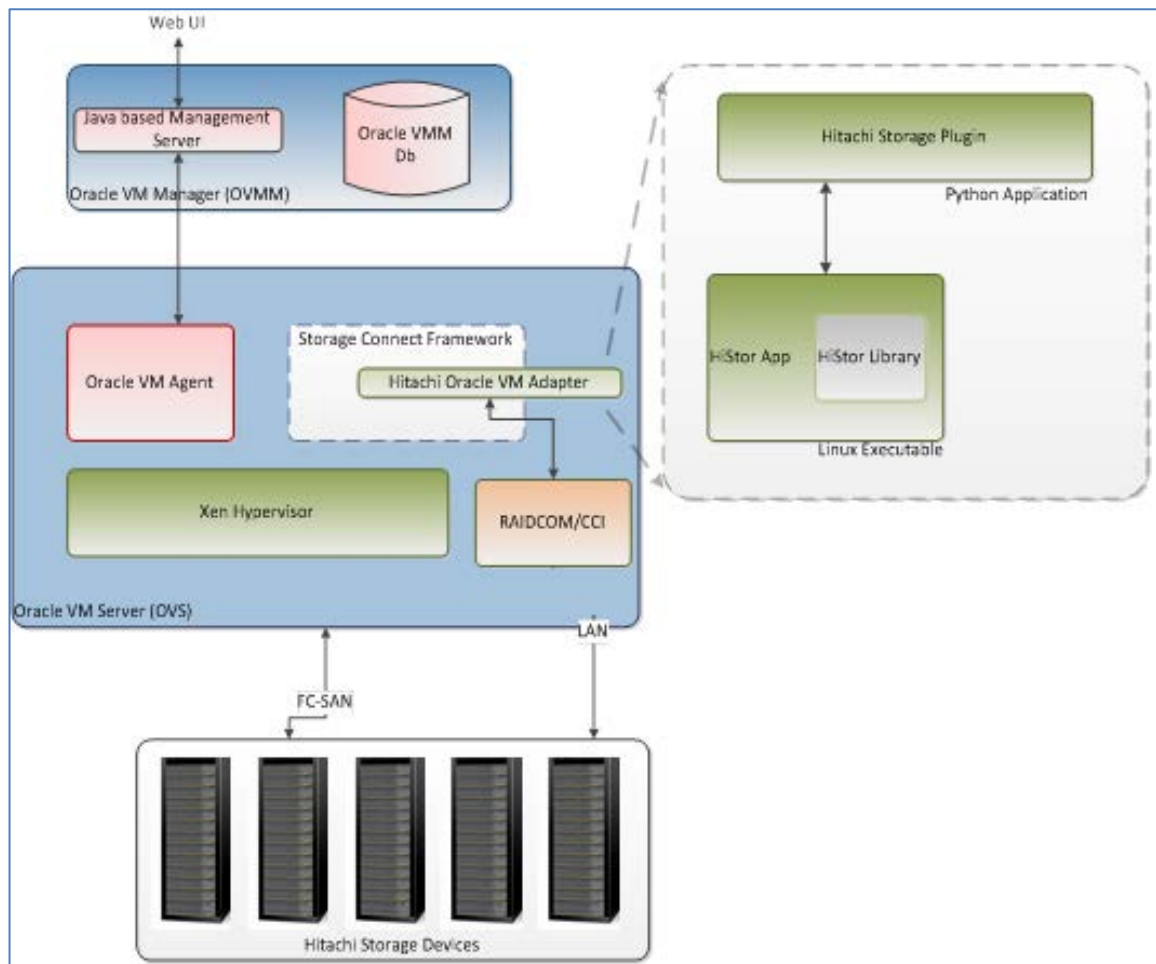 Web UI
Java based Management
Server
Oracle VMM
Db
Oracle VM Manager (OVMM)
Hitachi Storage Plugin
Python Application
HiStor App
HiStor Library
Linux Executable
Storage Connect Framework
Hitachi Oracle VM Adapter
Oracle VM Agent
Xen Hypervisor
RAIDCOM/CCI
Oracle VM Server (OVS)
LAN
FC-SAN
Hitachi Storage Devices